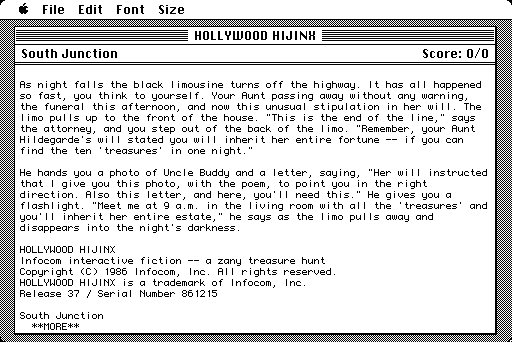 File Edit Font Size
HOLLYWOOD HIJINX
South Junction Score: 0/0
As night falls the black limousine turns off the highway. It has all happened
so fast, you think to yourself. Your Aunt passing away without any warning,
the funeral this afternoon, and now this unusual stipulation in her will. The
limo pulls up to the front of the house. "This is the end of the line," says
the attorney, and you step out of the back of the limo. "Remember, your Aunt
Hildegarde's will stated you will inherit her entire fortune -- if you can
find the ten 'treasures' in one night."
He hands you a photo of Uncle Buddy and a letter, saying, "Her will instructed
that I give you this photo, with the poem, to point you in the right
direction. Also this letter, and here, you'll need this." He gives you a
flashlight. "Meet me at 9 a.m. in the living room with all the 'treasures' and
you'll inherit her entire estate," he says as the limo pulls away and
disappears into the night's darkness.
HOLLYWOOD HIJINX
Infocom interactive fiction -- a zany treasure hunt
Copyright (C) 1986 Infocom, Inc. All rights reserved.
HOLLYWOOD HIJINX is a trademark of Infocom, Inc.
Release 37 / Serial Number 861215
South Junction
**MORE**